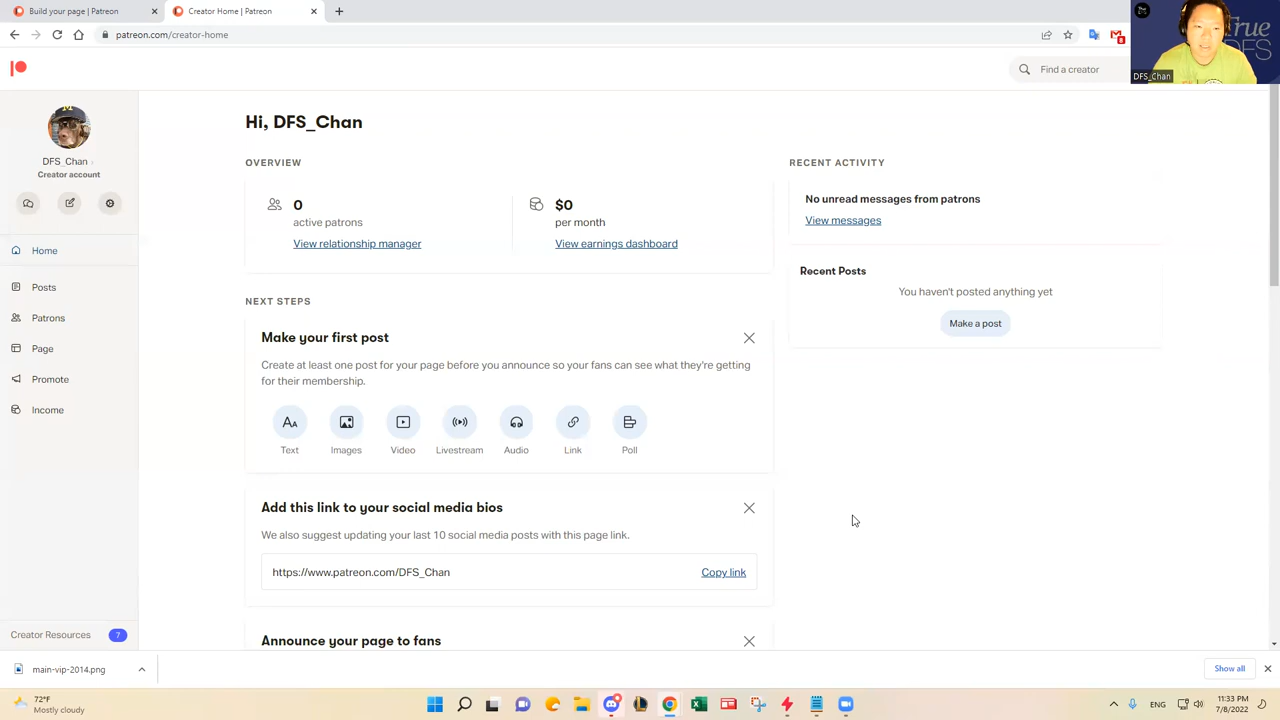 Build your page | Patreon
Creator Home | Patreon
patreon.com/creator-home
8
True
DFS
DFS_Chan
Find a creator
DFS_Chan
Creator account
Home
Posts
Patrons
Page
Promote
Income
Creator Resources
7
Hi, DFS_Chan
OVERVIEW
0
active patrons
View relationship manager
$0
per month
View earnings dashboard
NEXT STEPS
Make your first post
Create at least one post for your page before you announce so your fans can see what they're getting
for their membership.
Text
Images
Video
Livestream
Audio
Link
Poll
Add this link to your social media bios
We also suggest updating your last 10 social media posts with this page link.
https://www.patreon.com/DFS_Chan
Copy link
Announce your page to fans
RECENT ACTIVITY
No unread messages from patrons
View messages
Recent Posts
You haven't posted anything yet
Make a post
main-vip-2014.png
Show all
72°F
Mostly cloudy
ENG
11:33 PM
7/8/2022